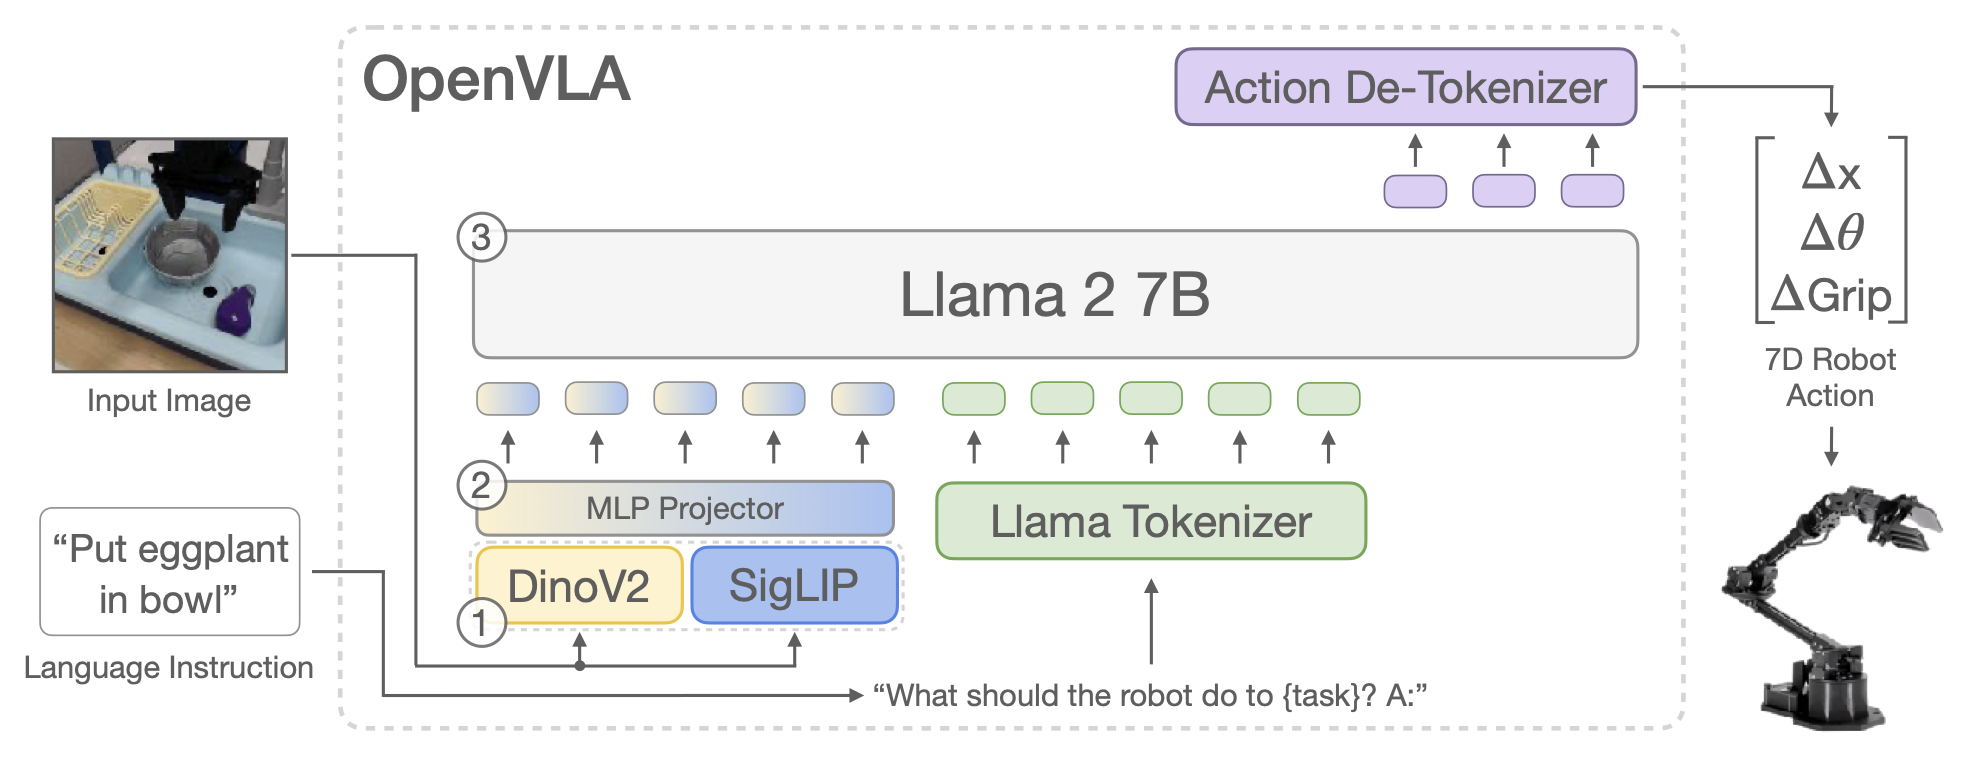 OpenVLA
Action De-Tokenizer
Δx
Δθ
ΔGrip
7D Robot
Action
3
Llama 2 7B
Input Image
2
MLP Projector
Llama Tokenizer
1
DinoV2
SigLIP
“Put eggplant
in bowl”
Language Instruction
“What should the robot do to {task}? A:”